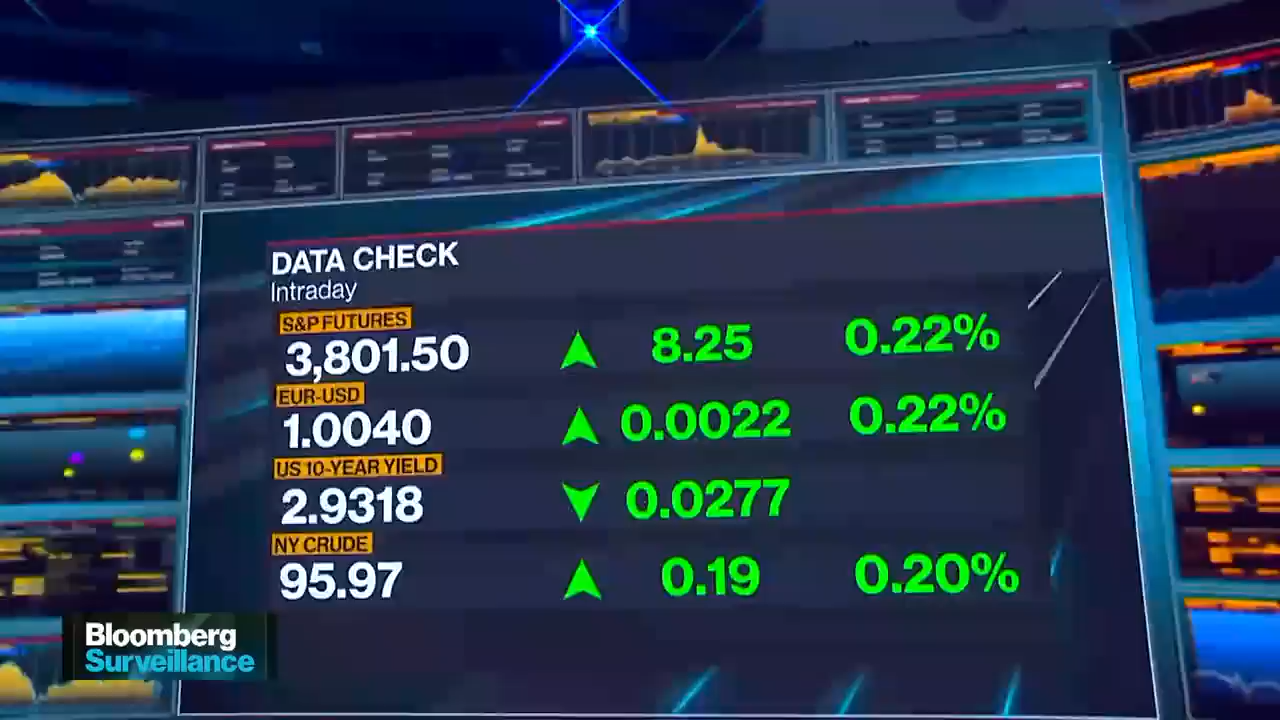 DATA CHECK
Intraday
S&P FUTURES
3,801.50 ▲ 8.25 0.22%
EUR-USD
1.0040 ▲ 0.0022 0.22%
US 10-YEAR YIELD
2.9318 ▼ 0.0277
NY CRUDE
95.97 ▲ 0.19 0.20%
Bloomberg
Surveillance